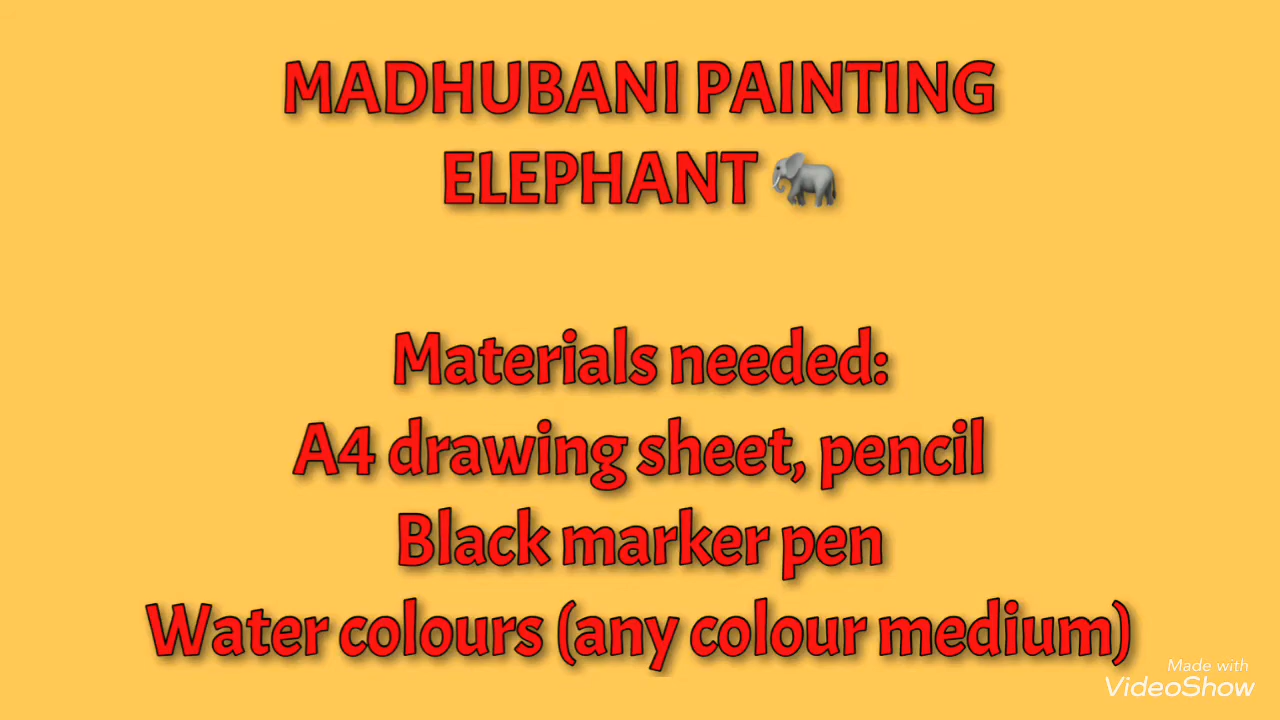 MADHUBANI PAINTING
ELEPHANT 🐘
Materials needed:
A4 drawing sheet, pencil
Black marker pen
Water colours (any colour medium)
Made with
VideoShow